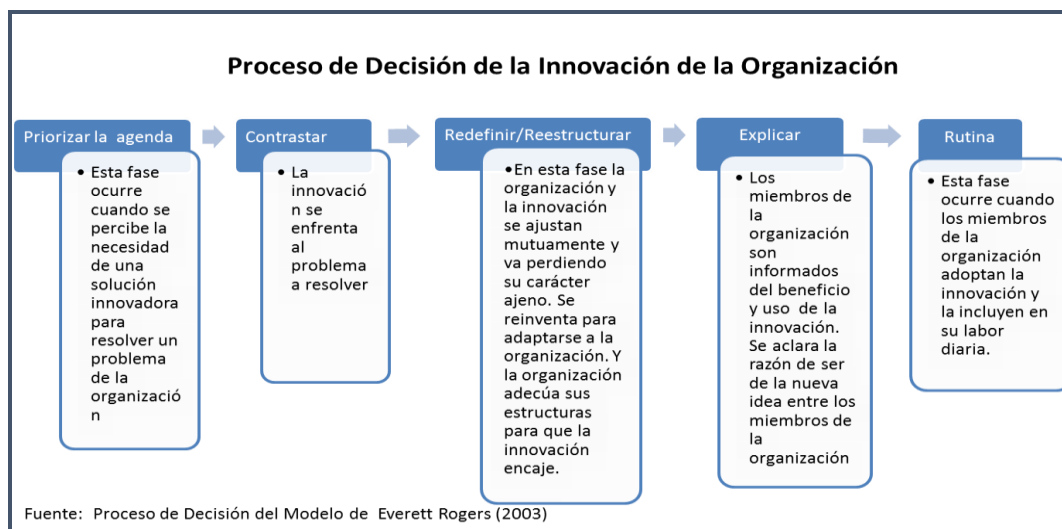 Proceso de Decisión de la Innovación de la Organización
Priorizar la agenda
• Esta fase
ocurre
cuando se
percibe la
necesidad
de una
solución
innovadora
para
resolver un
problema
de la
organizació
n
Contrastar
• La
innovació
n se
enfrenta
al
problema
a resolver
Redefinir/Reestructurar
•En esta fase la
organización y
la innovación
se ajustan
mutuamente y
va perdiendo
su carácter
ajeno. Se
reinventa para
adaptarse a la
organización. Y
la organización
adecúa sus
estructuras
para que la
innovación
encaje.
Explicar
• Los
miembros de
la
organización
son
informados
del beneficio
y uso de la
innovación.
Se aclara la
razón de ser
de la nueva
idea entre los
miembros de
la
organización
Rutina
• Esta fase
ocurre cuando
los miembros
de la
organización
adoptan la
innovación y
la incluyen en
su labor
diaria.
Fuente: Proceso de Decisión del Modelo de Everett Rogers (2003)